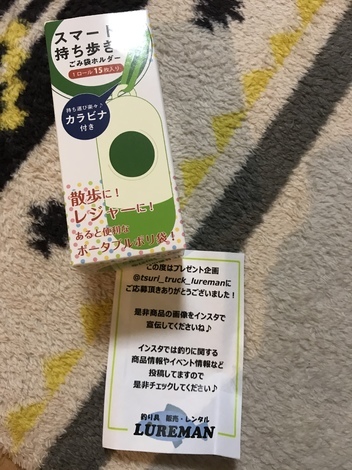 スマート
持ち歩き
ごみ袋ホルダー
1ロール15枚入り
持ち運び楽々♪
カラビナ
付き
散歩に!
レジャーに!
あると便利な
ポータブルポリ袋!
この度はプレゼント企画
@tsuri_truck_lureman に
ご応募頂きありがとうございました!
是非商品の画像をインスタで
宣伝してくださいね♪
インスタでは釣りに関する
商品情報やイベント情報など
投稿してますので
是非チェックしてください♪
釣り具 販売・レンタル
LUREMAN